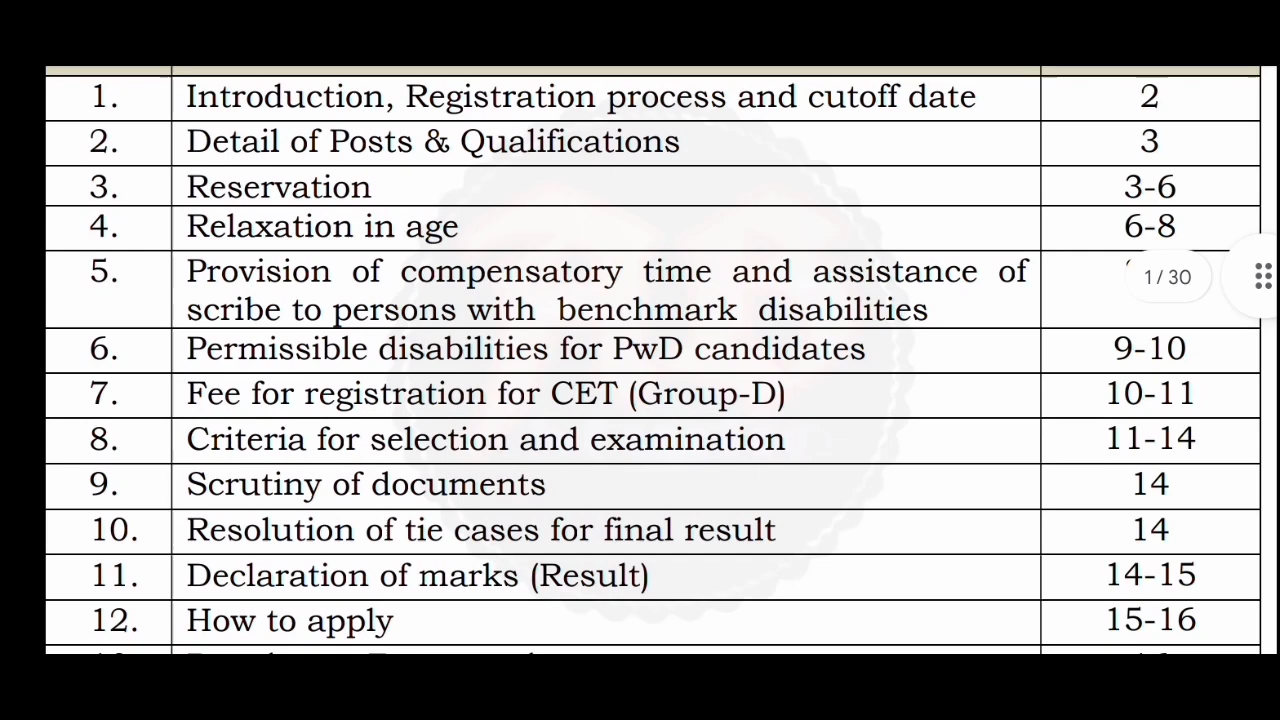 1. Introduction, Registration process and cutoff date 2
2. Detail of Posts & Qualifications 3
3. Reservation 3-6
4. Relaxation in age 6-8
5. Provision of compensatory time and assistance of
scribe to persons with benchmark disabilities
1 / 30
6. Permissible disabilities for PwD candidates 9-10
7. Fee for registration for CET (Group-D) 10-11
8. Criteria for selection and examination 11-14
9. Scrutiny of documents 14
10. Resolution of tie cases for final result 14
11. Declaration of marks (Result) 14-15
12. How to apply 15-16